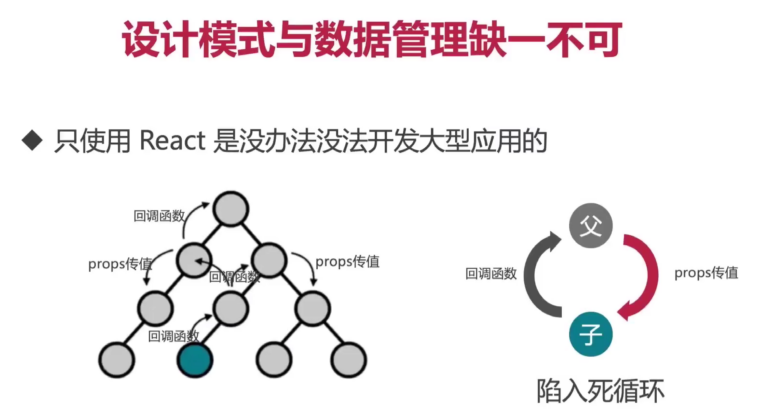 设计模式与数据管理缺一不可
◆ 只使用 React 是没办法没法开发大型应用的
回调函数
props传值
回调函数
props传值
回调函数
父
回调函数
props传值
子
陷入死循环